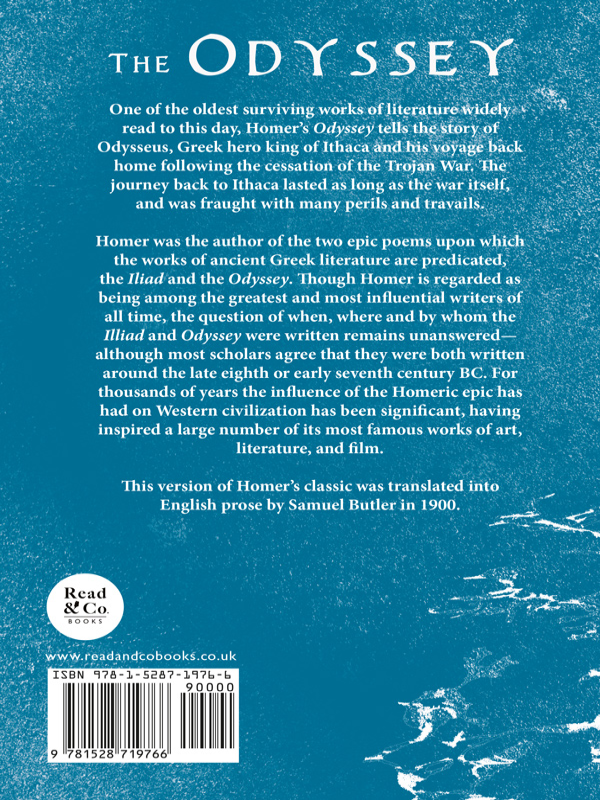 THE ODYSSEY
One of the oldest surviving works of literature widely
read to this day, Homer's Odyssey tells the story of
Odysseus, Greek hero king of Ithaca and his voyage back
home following the cessation of the Trojan War. The
journey back to Ithaca lasted as long as the war itself,
and was fraught with many perils and travails.
Homer was the author of the two epic poems upon which
the works of ancient Greek literature are predicated,
the Iliad and the Odyssey. Though Homer is regarded as
being among the greatest and most influential writers of
all time, the question of when, where and by whom the
Illiad and Odyssey were written remains unanswered—
although most scholars agree that they were both written
around the late eighth or early seventh century BC. For
thousands of years the influence of the Homeric epic has
had on Western civilization has been significant, having
inspired a large number of its most famous works of art,
literature, and film.
This version of Homer's classic was translated into
English prose by Samuel Butler in 1900.
Read
& Co.
BOOKS
www.readandcobooks.co.uk
ISBN 978-1-5287-1976-6
90000
9 781528 719766